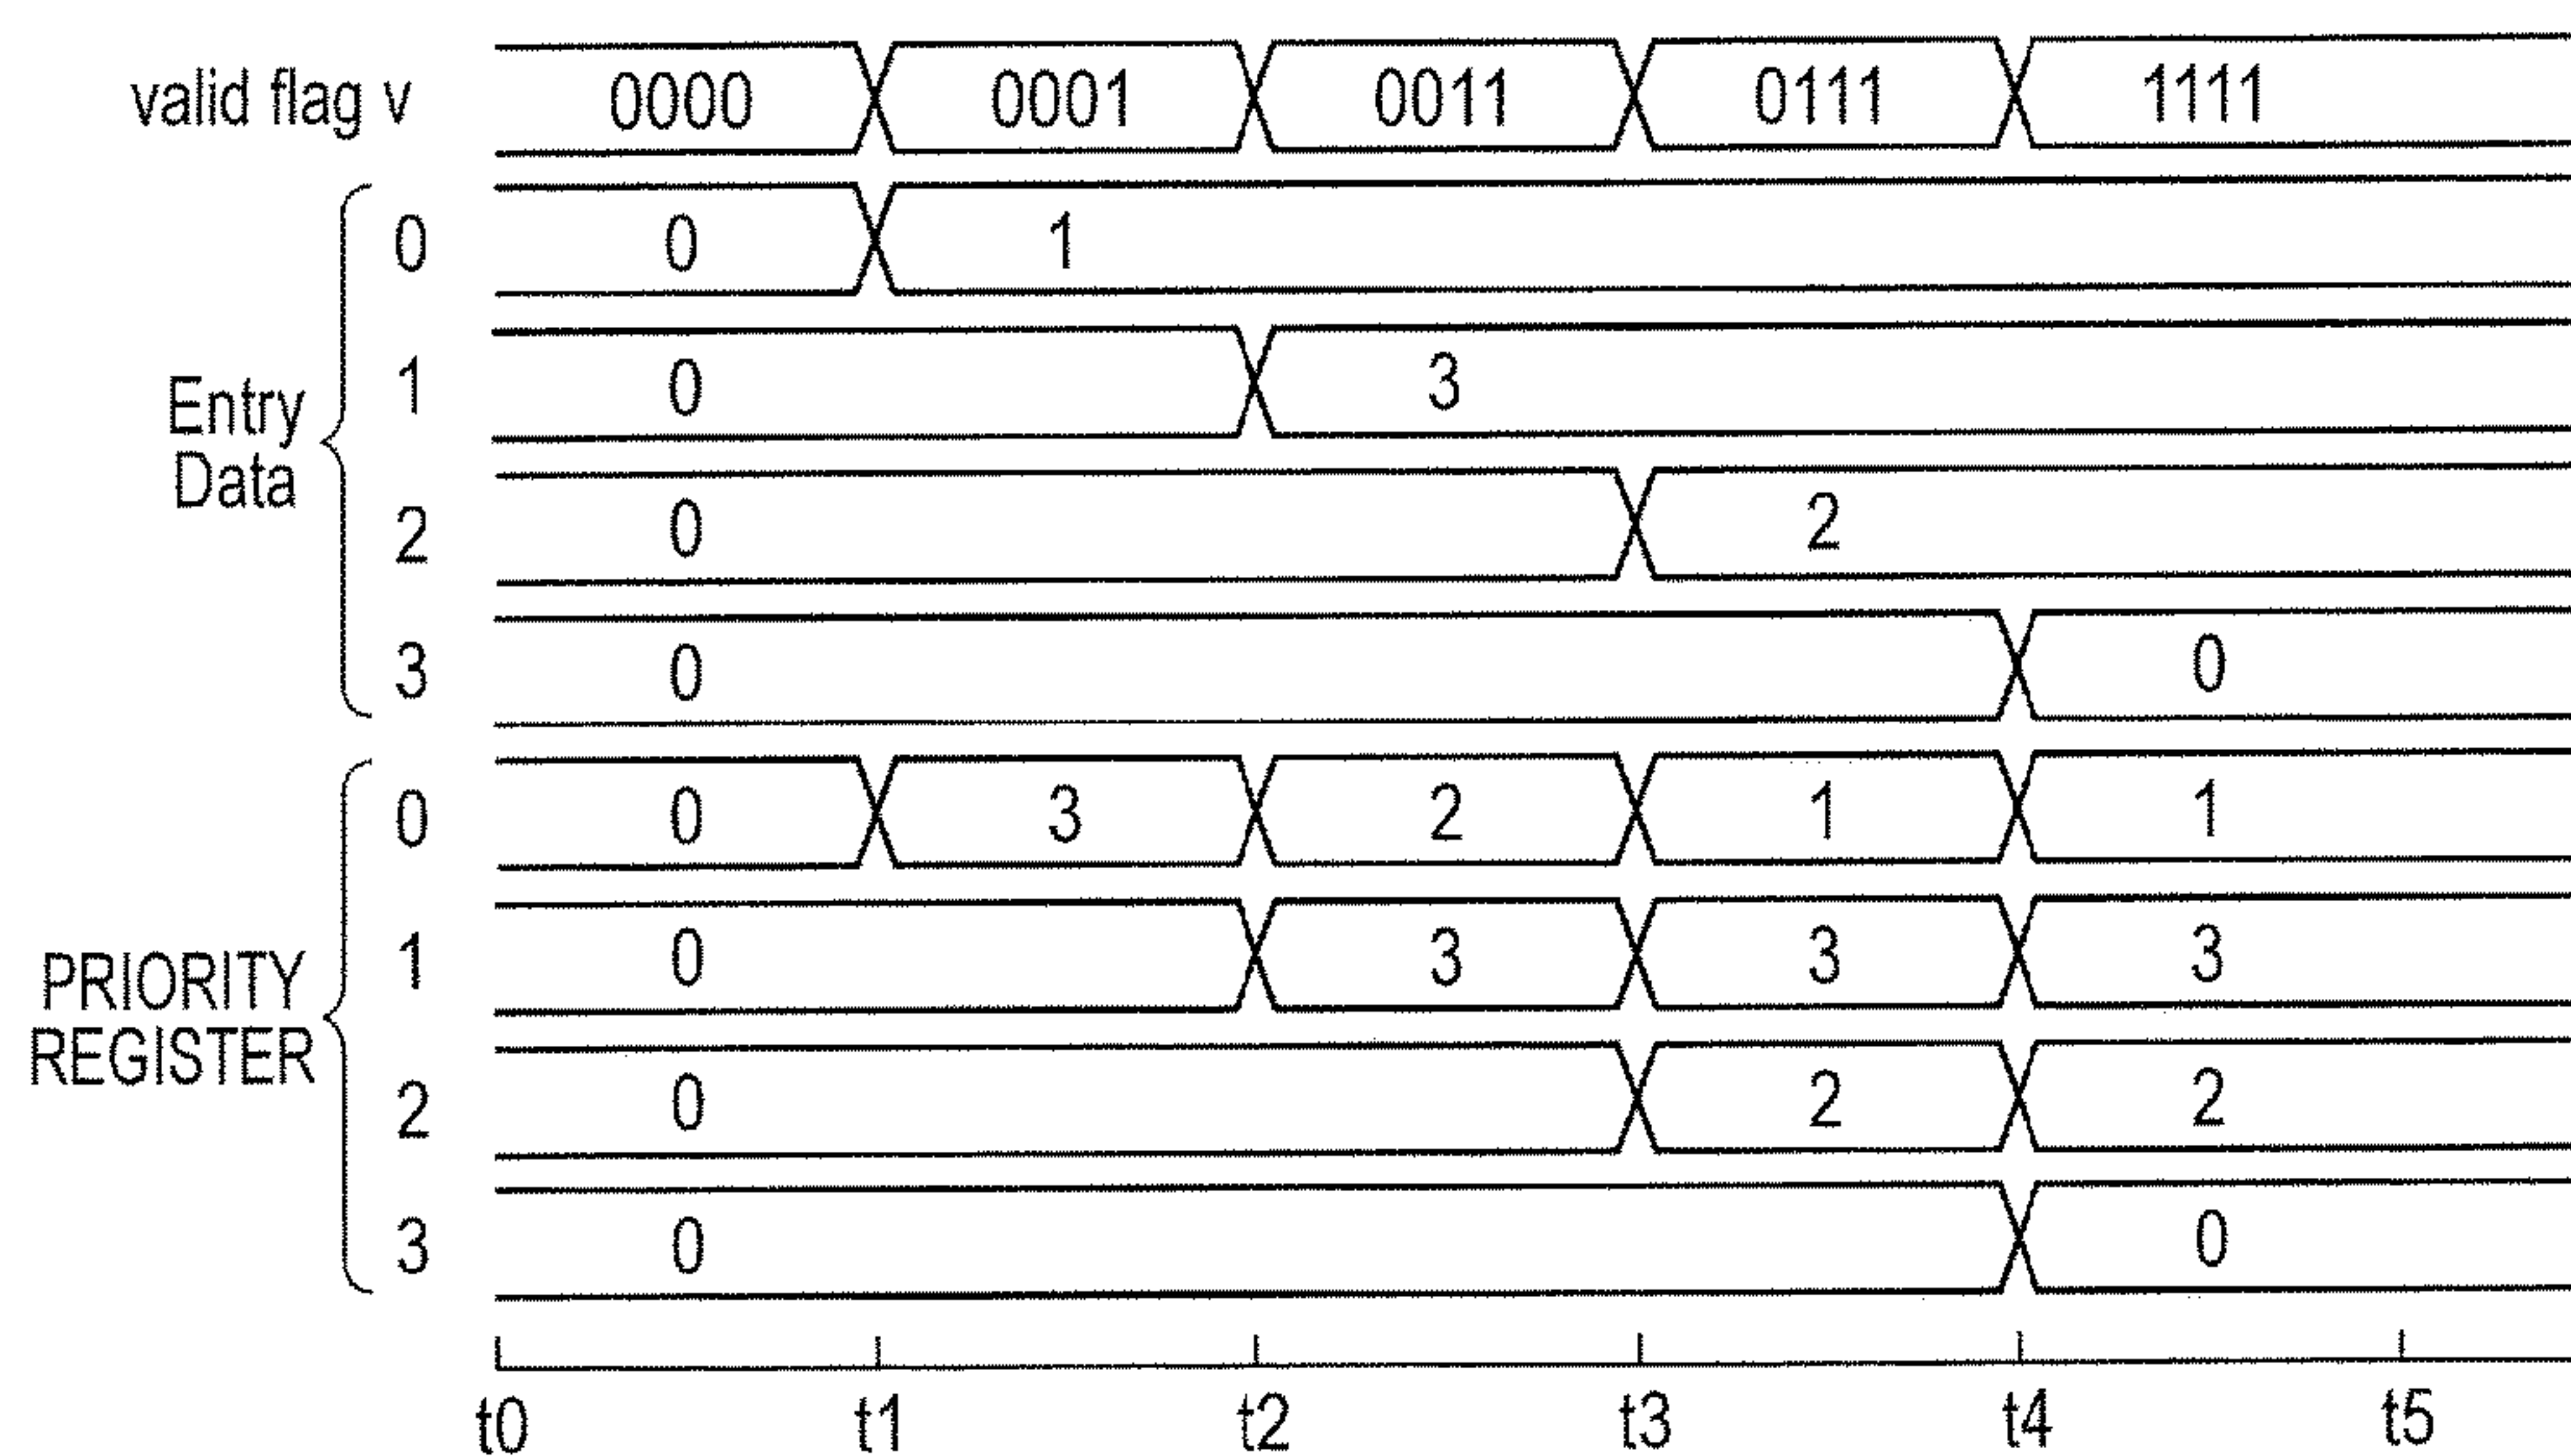 valid flag v 0000 0001 0011 0111 1111
Entry Data
0 0 1
1 0 3
2 0 2
3 0 0
PRIORITY REGISTER
0 0 3 2 1 1
1 0 3 3 3
2 0 2 2
3 0 0
t0 t1 t2 t3 t4 t5